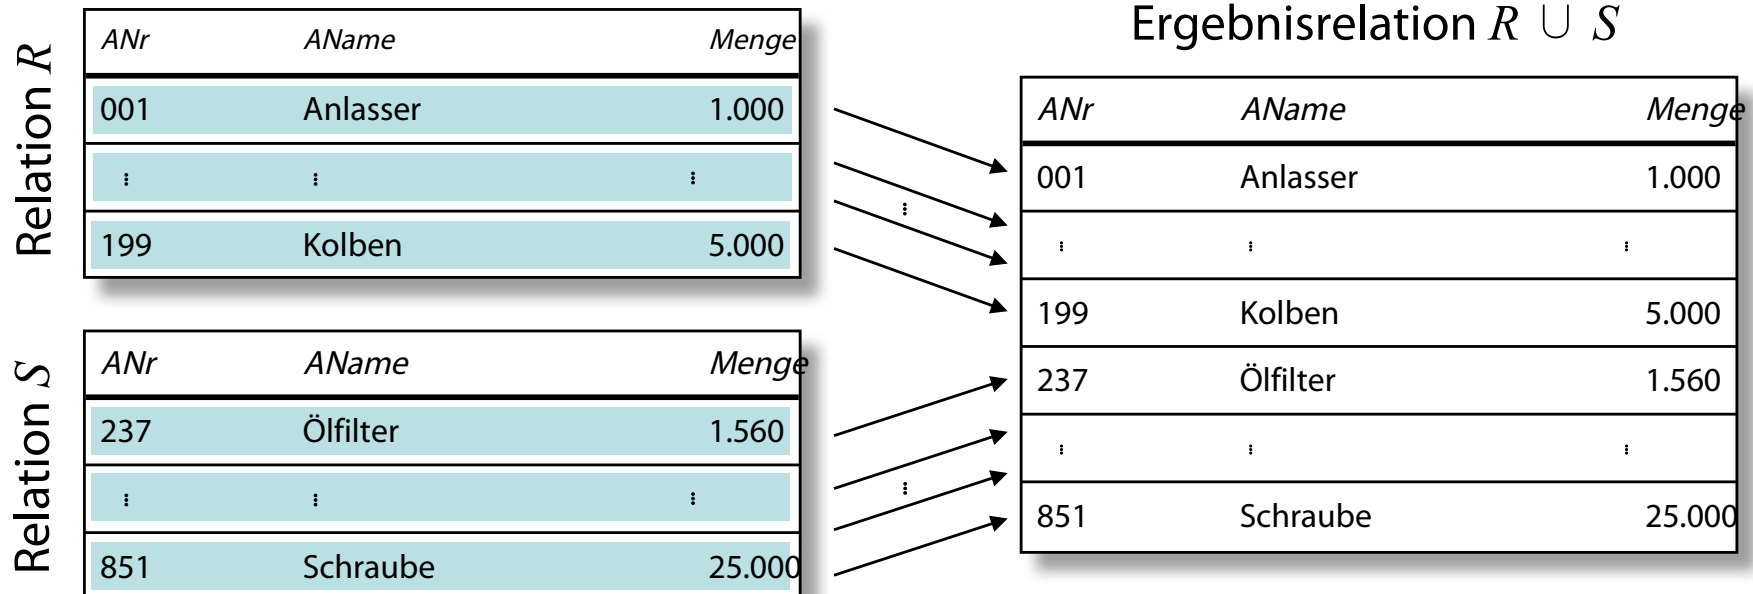 Relation R
ANr AName Menge
001 Anlasser 1.000
⋮ ⋮ ⋮
199 Kolben 5.000
Relation S
ANr AName Menge
237 Ölfilter 1.560
⋮ ⋮ ⋮
851 Schraube 25.000
⋮
⋮
Ergebnisrelation R ∪ S
ANr AName Menge
001 Anlasser 1.000
⋮ ⋮ ⋮
199 Kolben 5.000
237 Ölfilter 1.560
⋮ ⋮ ⋮
851 Schraube 25.000